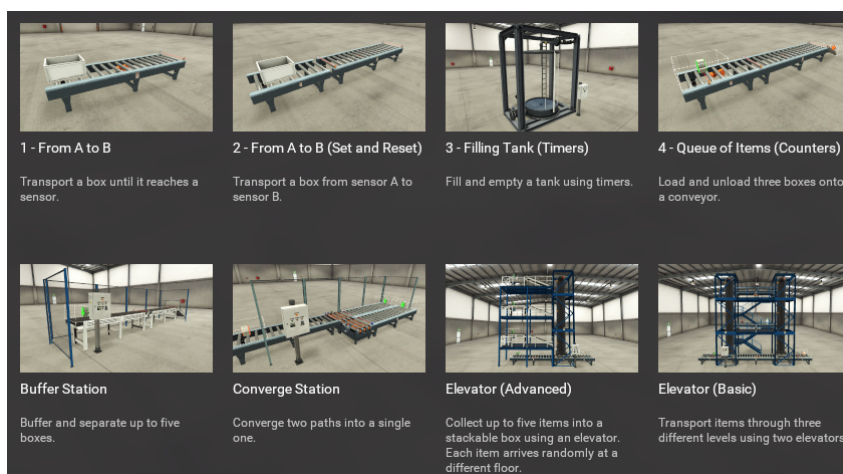 1 - From A to B
Transport a box until it reaches a
sensor.
2 - From A to B (Set and Reset)
Transport a box from sensor A to
sensor B.
3 - Filling Tank (Timers)
Fill and empty a tank using timers.
4 - Queue of Items (Counters)
Load and unload three boxes onto
a conveyor.
Buffer Station
Buffer and separate up to five
boxes.
Converge Station
Converge two paths into a single
one.
Elevator (Advanced)
Collect up to five items into a
stackable box using an elevator.
Each item arrives randomly at a
different floor.
Elevator (Basic)
Transport items through three
different levels using two elevators